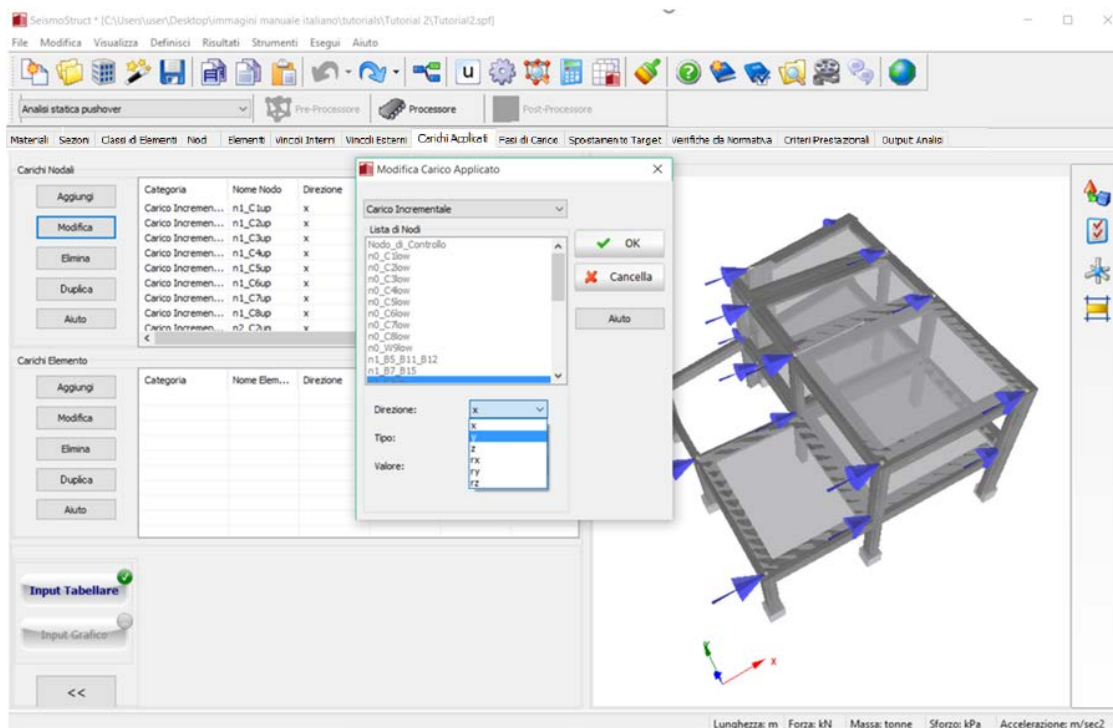 SeismoStruct * [C:\Users\user\Desktop\immagini manuale italiano\tutorials\Tutorial 2\Tutorial2.spf]
File Modifica Visualizza Definisci Risultati Strumenti Esegui Aiuto
u
Analisi statica pushover Pre-Processore Processore Post-Processore
Materiali Sezioni Classi di Elementi Nodi Elementi Vincoli Interni Vincoli Esterni Carichi Applicati Fasi di Carico Spostamento Target Verifiche da Normativa Criteri Prestazionali Output Analisi
Carichi Nodali
Aggiungi
Modifica
Elimina
Duplica
Aiuto
Categoria Nome Nodo Direzione
Carico Incremen... n1_C1up x
Carico Incremen... n1_C2up x
Carico Incremen... n1_C3up x
Carico Incremen... n1_C4up x
Carico Incremen... n1_C5up x
Carico Incremen... n1_C6up x
Carico Incremen... n1_C7up x
Carico Incremen... n1_C8up x
Carico Incremen... n2_C2up x
<
Carichi Elemento
Aggiungi
Modifica
Elimina
Duplica
Aiuto
Categoria Nome Elem... Direzione
Modifica Carico Applicato
Carico Incrementale
Lista di Nodi
Nodo_di_Controllo
n0_C1low
n0_C2low
n0_C3low
n0_C4low
n0_C5low
n0_C6low
n0_C7low
n0_C8low
n0_W9low
n1_B5_B11_B12
n1_B7_B15
OK
Cancella
Aiuto
Direzione: x
Tipo:
Valore:
x
y
z
rx
ry
rz
Input Tabellare
Input Grafico
<<
x
Lunghezza: m Forza: kN Massa: tonne Sforzo: kPa Accelerazione: m/sec2